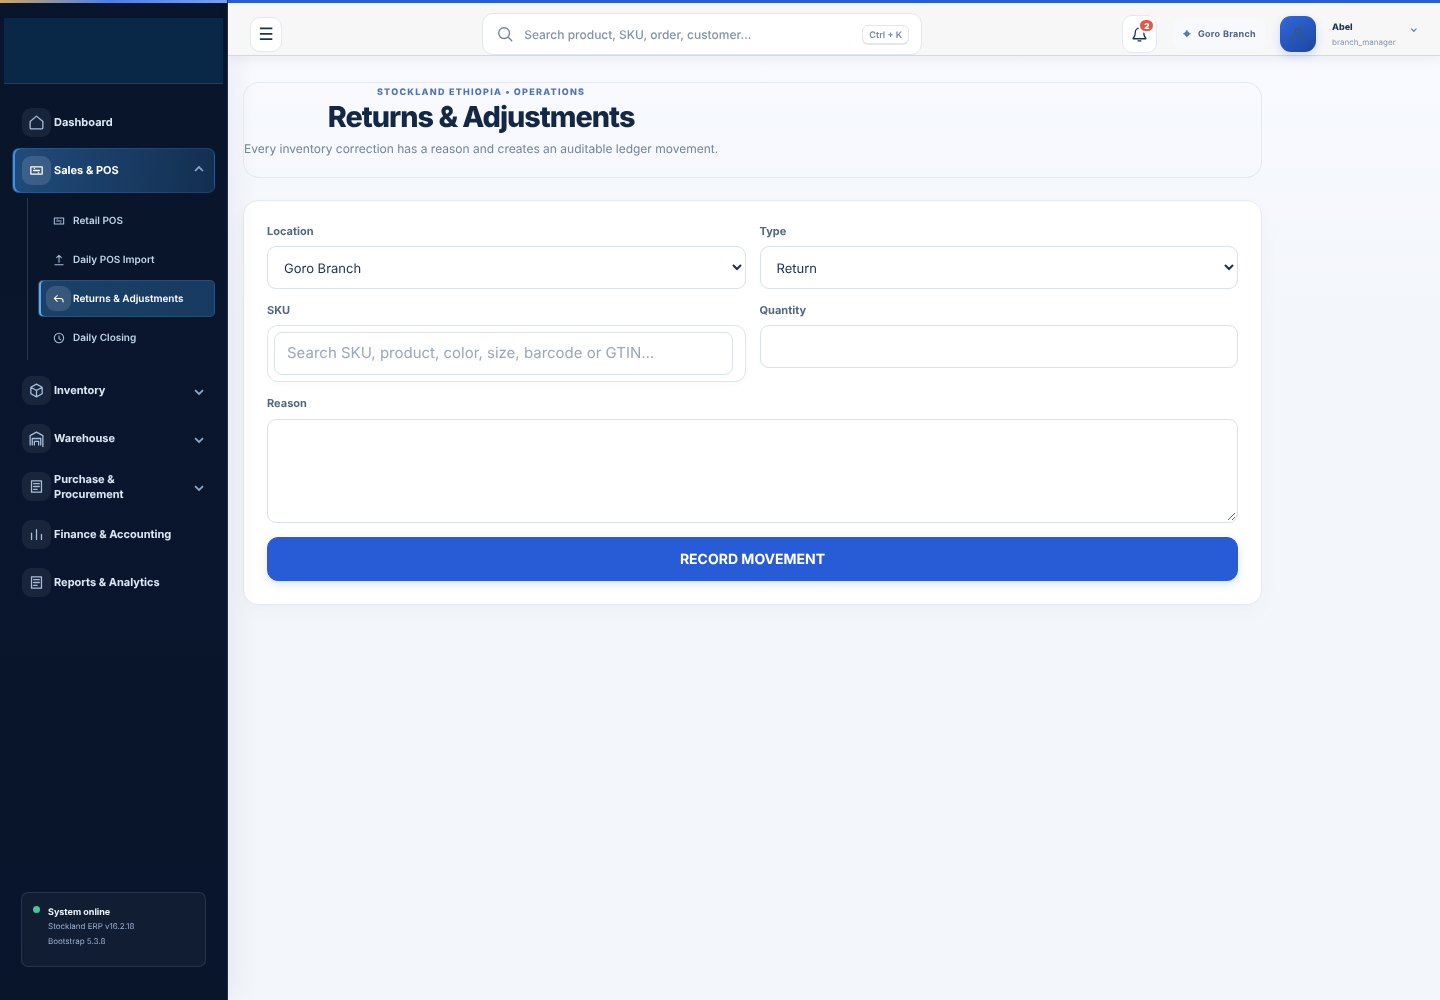 Search product, SKU, order, customer...
Ctrl + K
2
Goro Branch
Abel
branch_manager
Dashboard
Sales & POS
Retail POS
Daily POS Import
Returns & Adjustments
Daily Closing
Inventory
Warehouse
Purchase &
Procurement
Finance & Accounting
Reports & Analytics
System online
Stockland ERP v16.2.18
Bootstrap 5.3.8
STOCKLAND ETHIOPIA • OPERATIONS
Returns & Adjustments
Every inventory correction has a reason and creates an auditable ledger movement.
Location
Type
Goro Branch
Return
SKU
Quantity
Search SKU, product, color, size, barcode or GTIN...
Reason
RECORD MOVEMENT